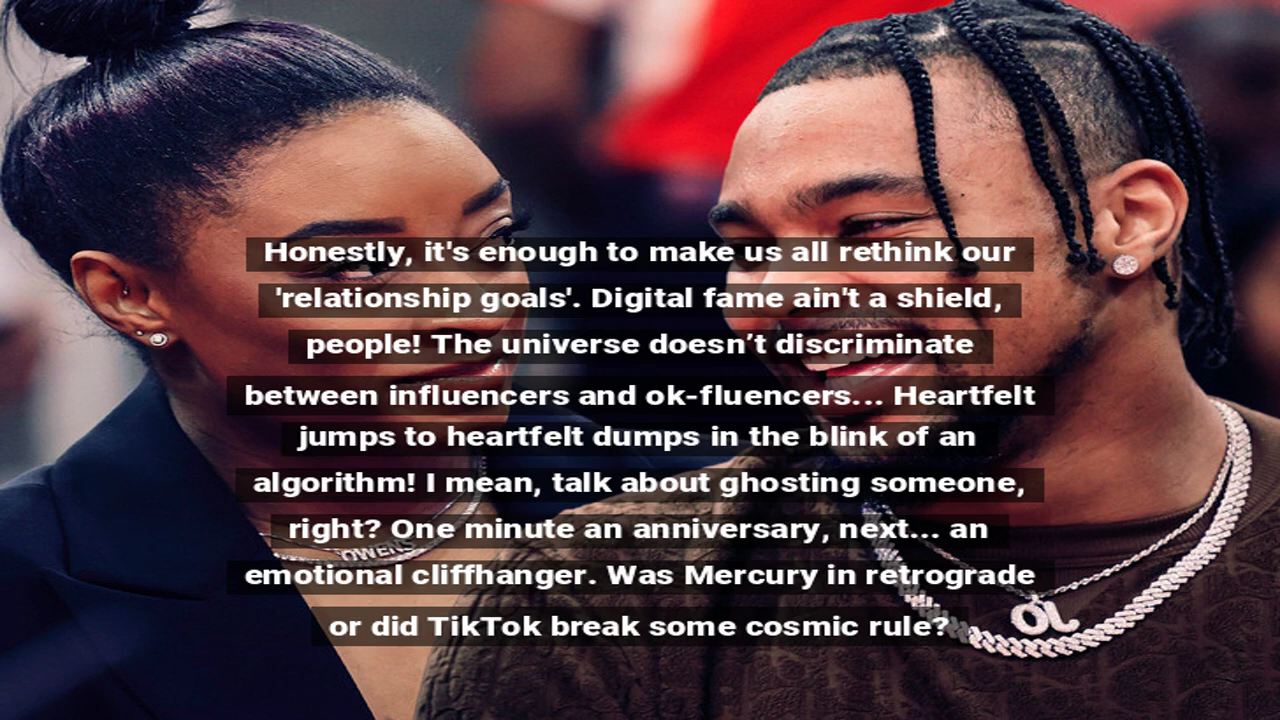 Honestly, it's enough to make us all rethink our
'relationship goals'. Digital fame ain't a shield,
people! The universe doesn’t discriminate
between influencers and ok-fluencers... Heartfelt
jumps to heartfelt dumps in the blink of an
algorithm! I mean, talk about ghosting someone,
right? One minute an anniversary, next... an
emotional cliffhanger. Was Mercury in retrograde
or did TikTok break some cosmic rule?
OWENS